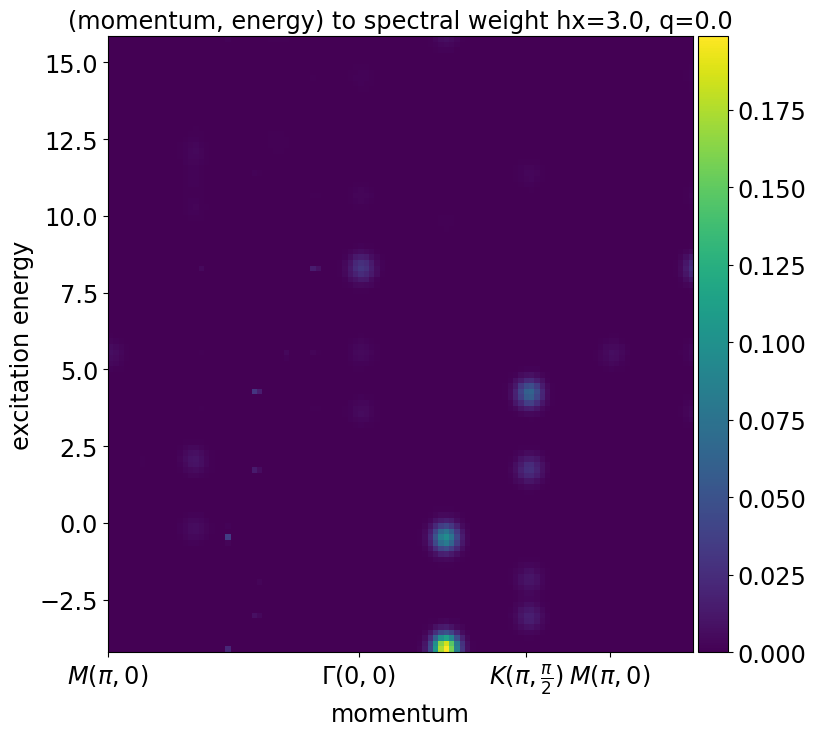 (momentum, energy) to spectral weight hx=3.0, q=0.0
15.0
12.5
10.0
7.5
5.0
2.5
0.0
−2.5
excitation energy
M(π, 0)
Γ(0, 0)
K(π, π/2)
M(π, 0)
momentum
0.175
0.150
0.125
0.100
0.075
0.050
0.025
0.000